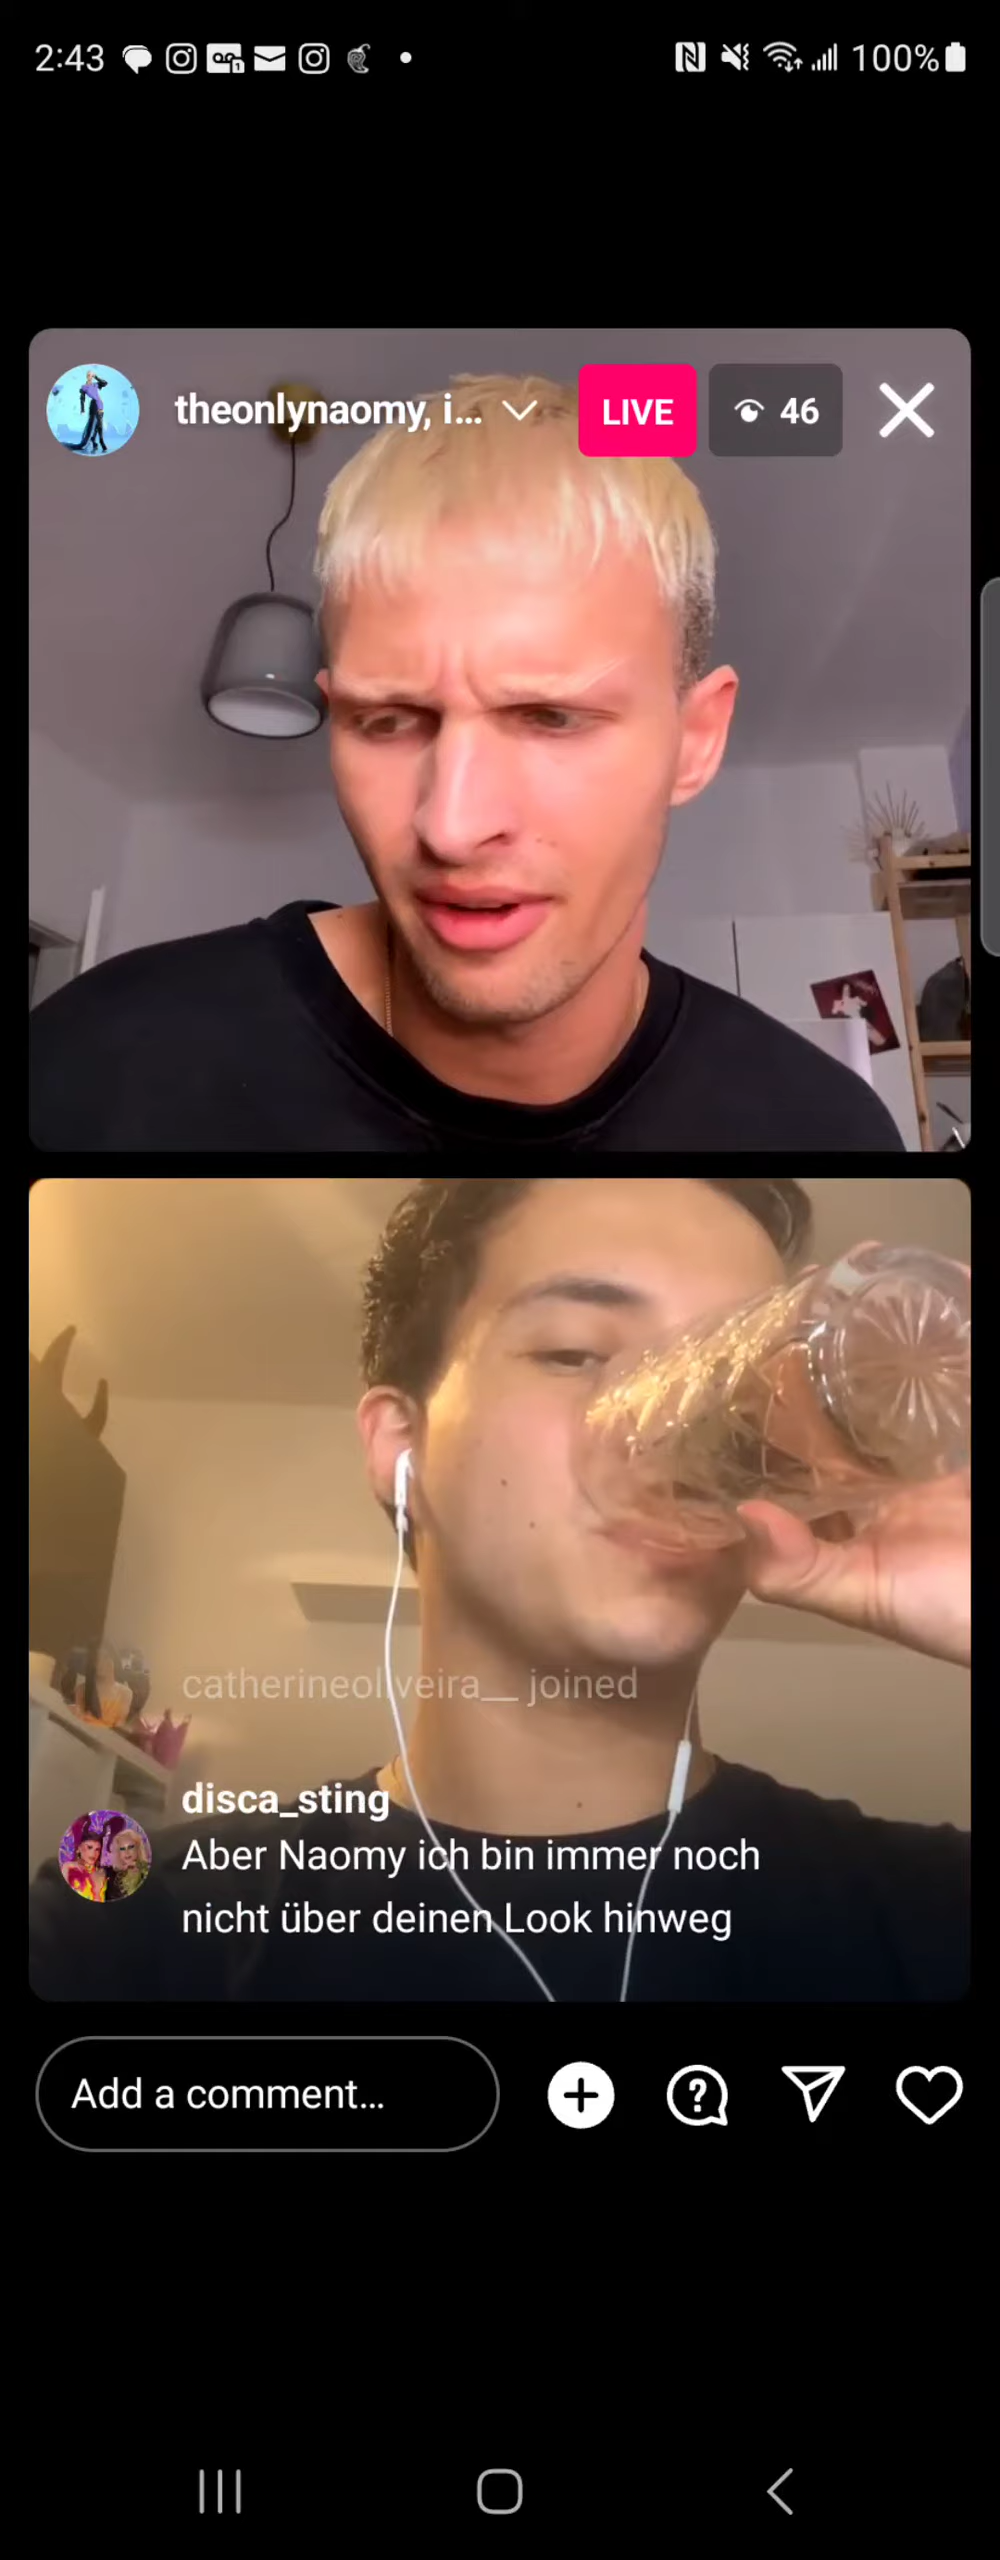 2:43
100%
theonlynaomy, i...
LIVE
46
catherineoliveira__ joined
disca_sting
Aber Naomy ich bin immer noch
nicht über deinen Look hinweg
Add a comment...